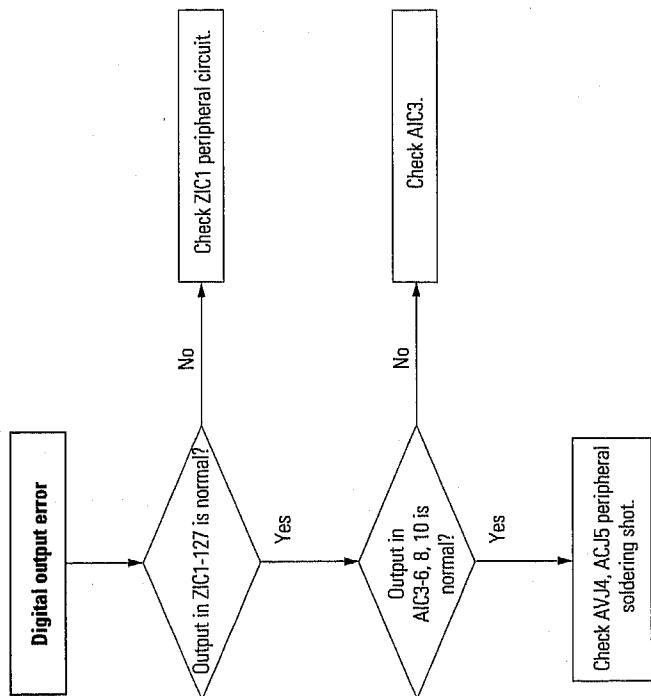 Digital output error
Output in ZIC1-127 is normal?
No
Check ZIC1 peripheral circuit.
Yes
Output in
AIC3-6, 8, 10 is
normal?
No
Check AIC3.
Yes
Check AVJ4, ACJ5 peripheral
soldering shot.